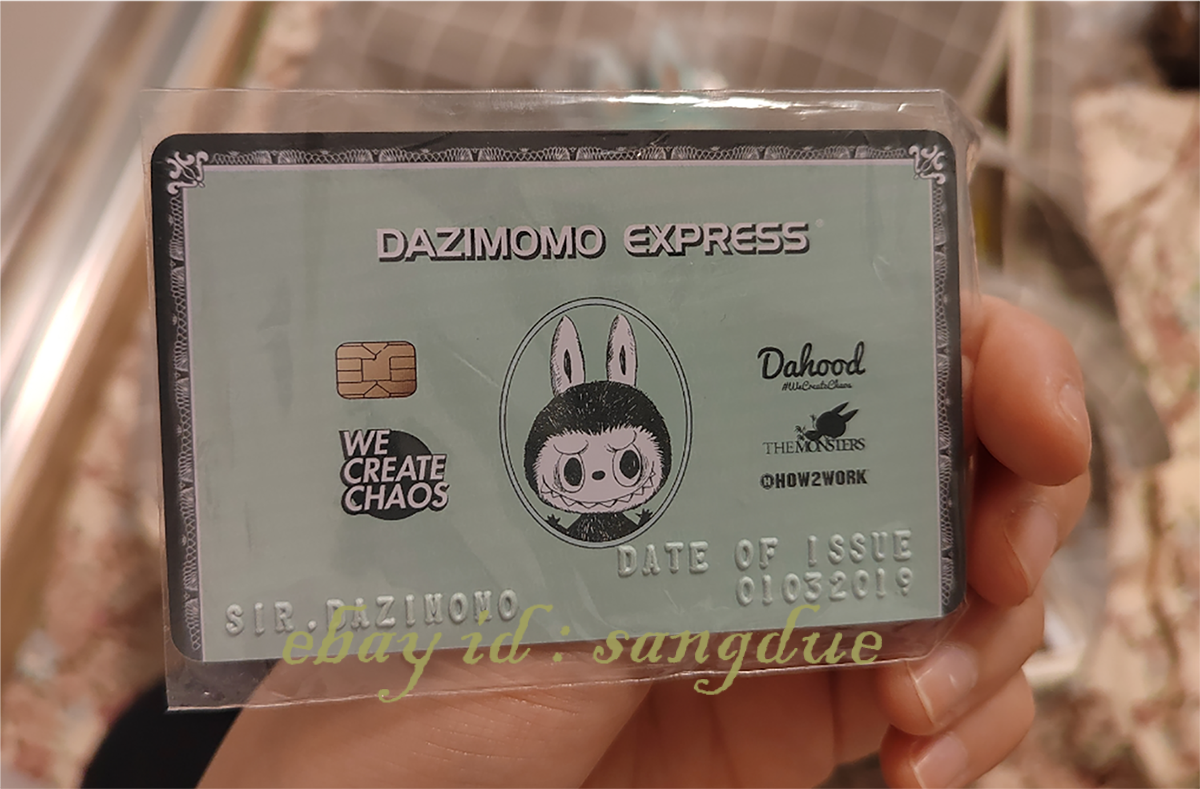 DAZIMOMO EXPRESS
Dahood
#WeCreateChaos
WE
CREATE
CHAOS
THE MONSTERS
HOW2WORK
DATE OF ISSUE
01032019
SIR.DAZIMOMO
ebay id : sangdue